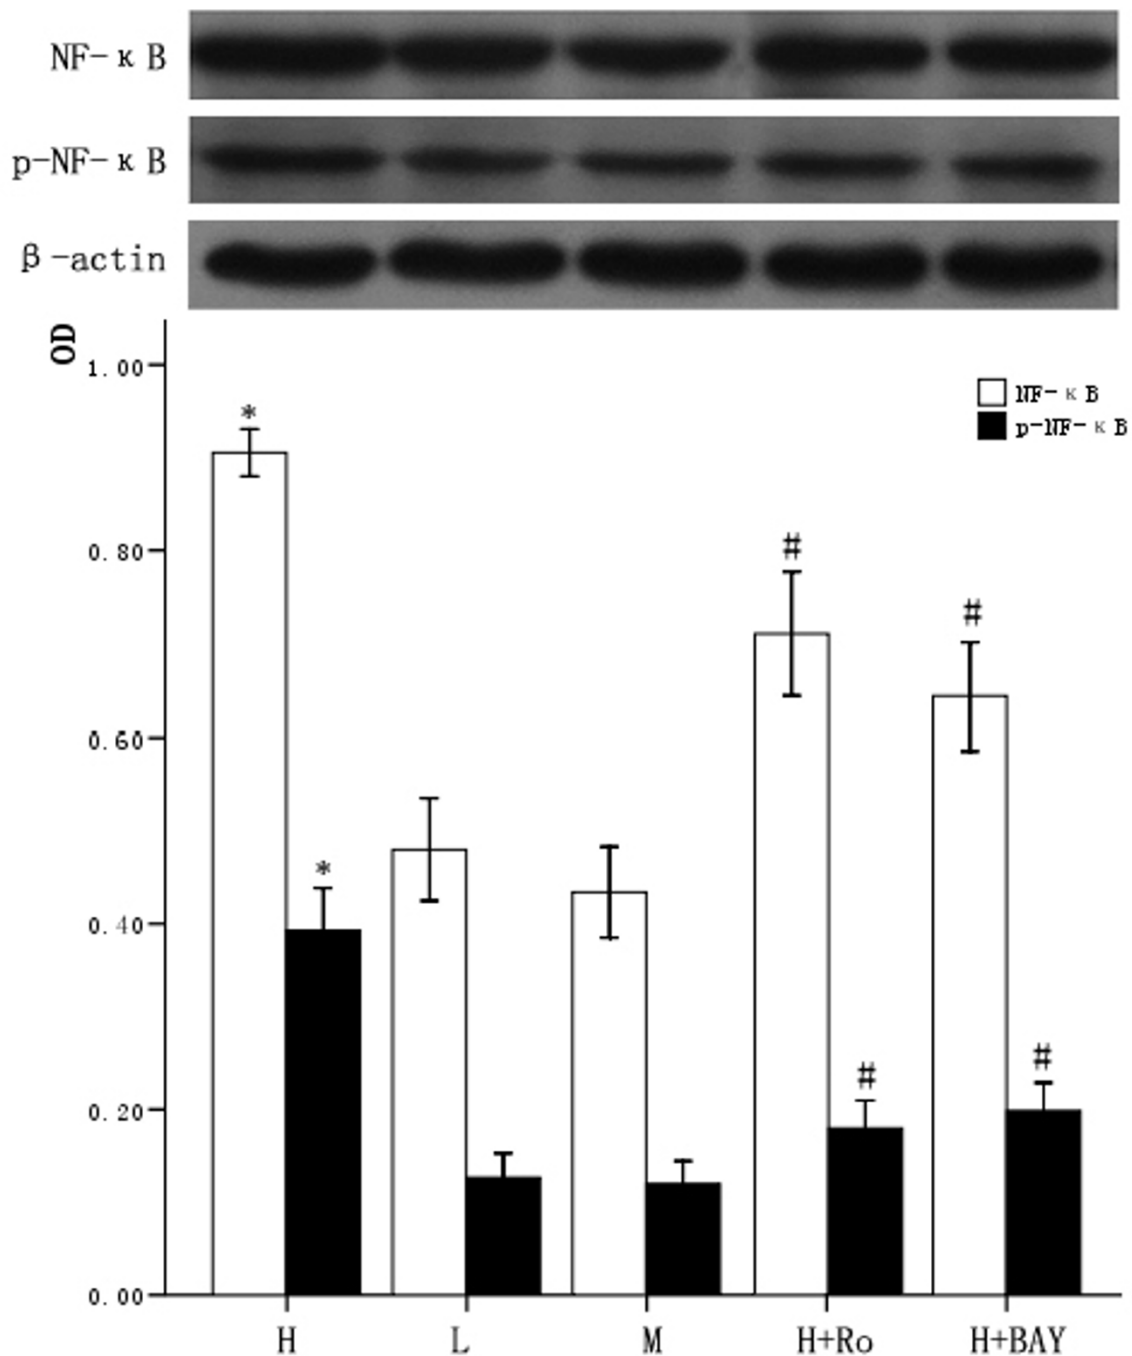 NF-κB
p-NF-κB
β-actin
OD
1.00
NF-κB
p-NF-κB
*
0.80
#
#
0.60
*
0.40
#
#
0.20
0.00
H L M H+Ro H+BAY